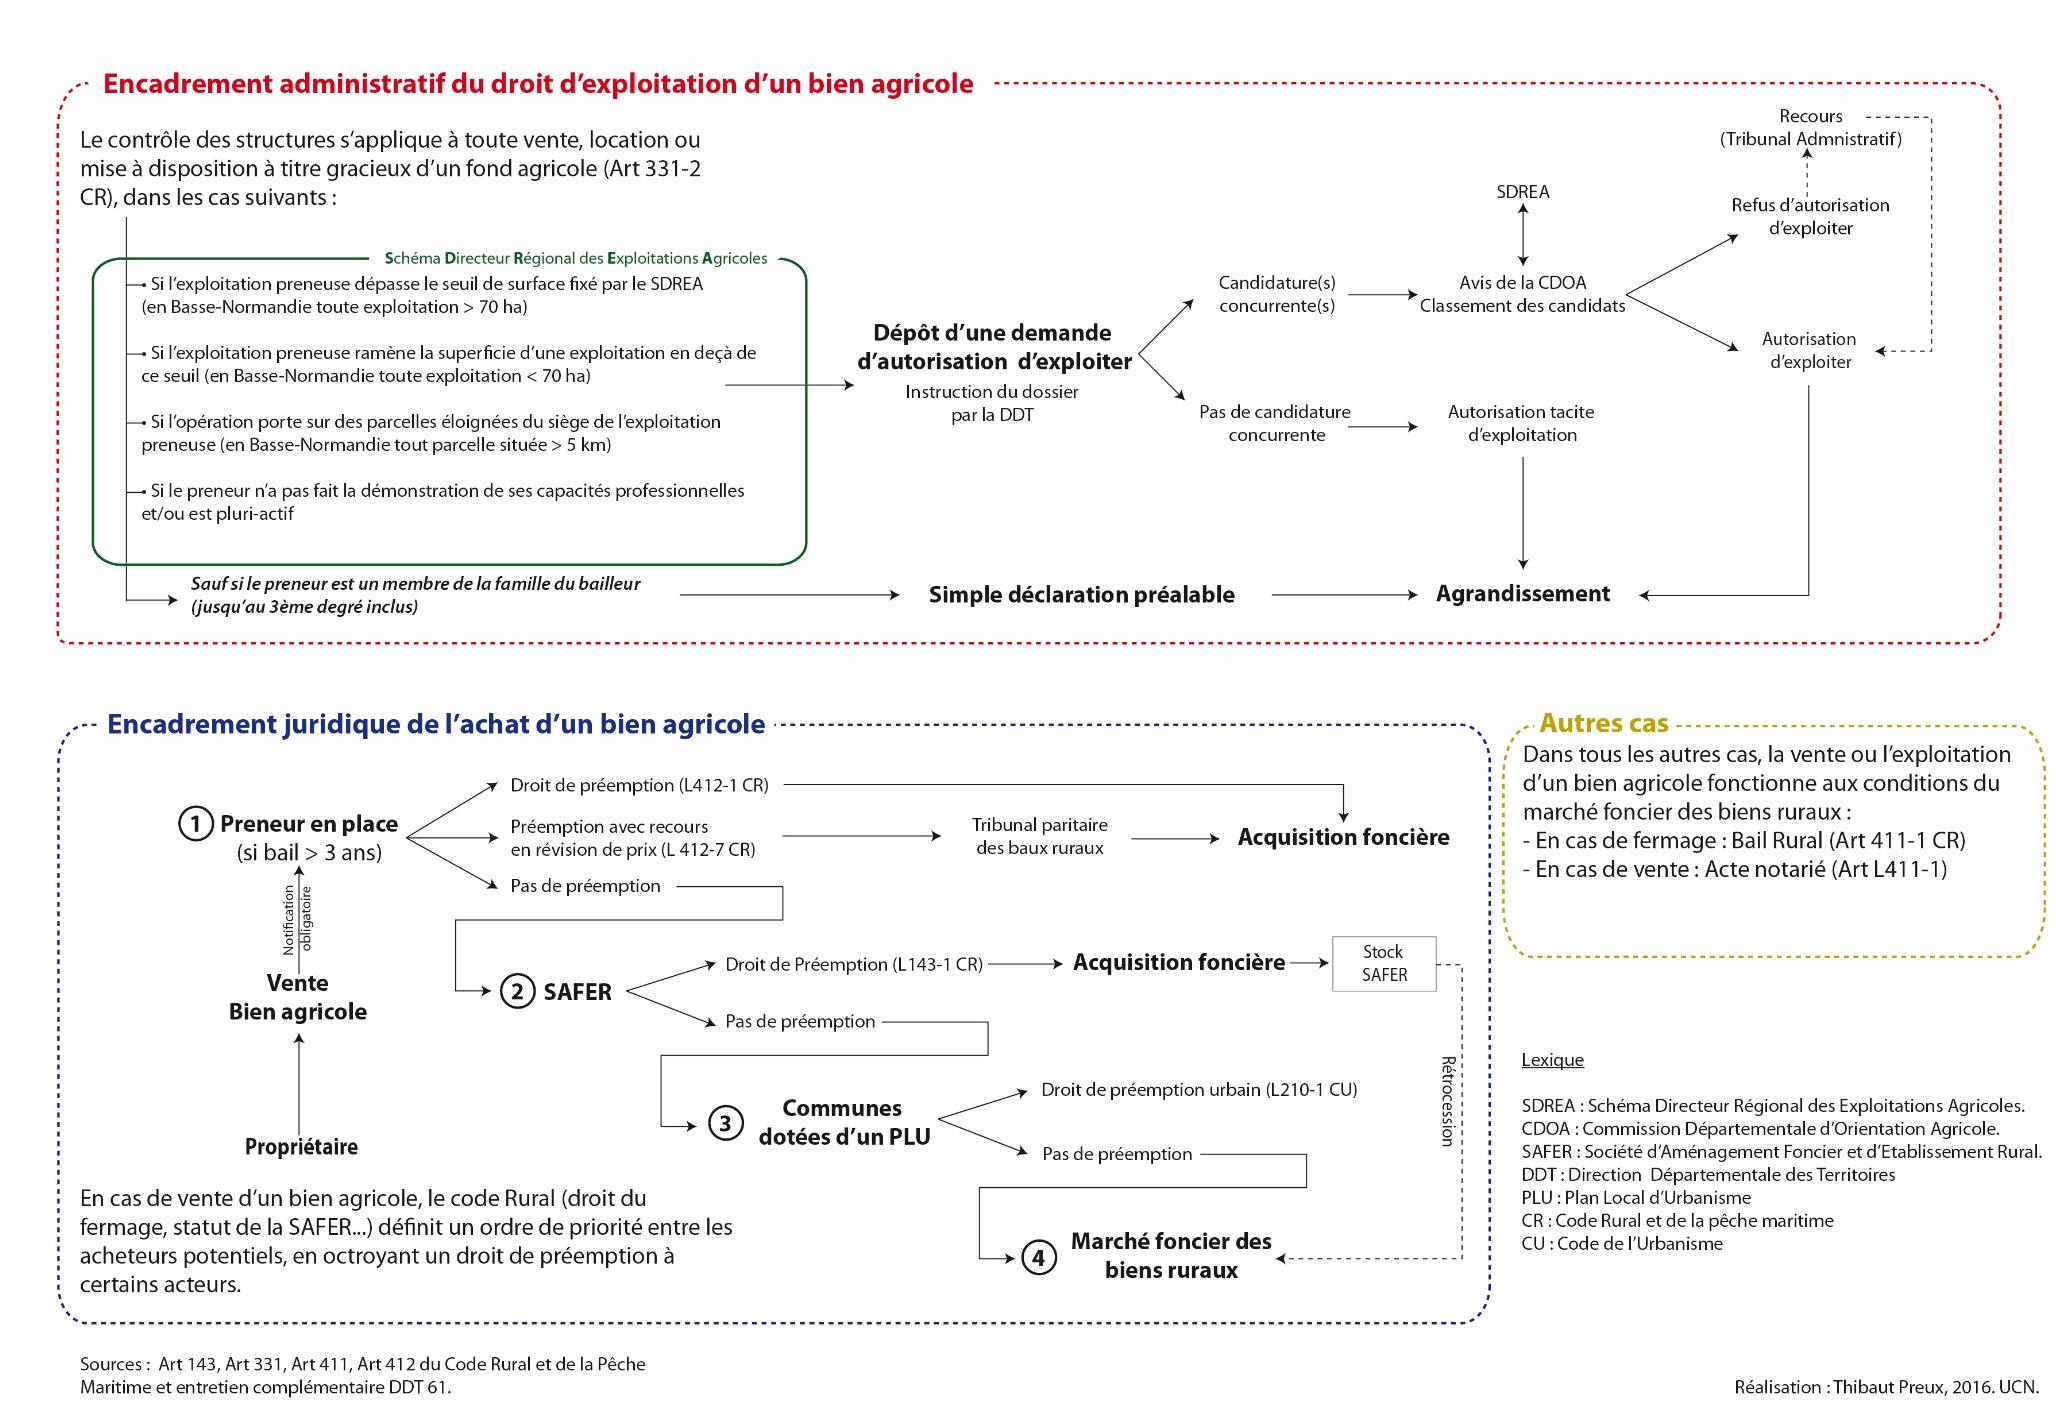 Encadrement administratif du droit d'exploitation d'un bien agricole
Le contrôle des structures s'applique à toute vente, location ou
mise à disposition à titre gracieux d'un fond agricole (Art 331-2
CR), dans les cas suivants :
Schéma Directeur Régional des Exploitations Agricoles
Si l'exploitation preneuse dépasse le seuil de surface fixé par le SDREA
(en Basse-Normandie toute exploitation > 70 ha)
Si l'exploitation preneuse ramène la superficie d'une exploitation en deçà de
ce seuil (en Basse-Normandie toute exploitation < 70 ha)
Si l'opération porte sur des parcelles éloignées du siège de l'exploitation
preneuse (en Basse-Normandie tout parcelle située > 5 km)
Si le preneur n'a pas fait la démonstration de ses capacités professionnelles
et/ou est pluri-actif
Sauf si le preneur est un membre de la famille du bailleur
(jusqu'au 3ème degré inclus)
Simple déclaration préalable
Agrandissement
Dépôt d'une demande
d'autorisation d'exploiter
Instruction du dossier
par la DDT
Candidature(s)
concurrente(s)
Pas de candidature
concurrente
SDREA
Avis de la CDOA
Classement des candidats
Autorisation tacite
d'exploitation
Recours
(Tribunal Admnistratif)
Refus d'autorisation
d'exploiter
Autorisation
d'exploiter
Encadrement juridique de l'achat d'un bien agricole
1 Preneur en place
(si bail > 3 ans)
Notification
obligatoire
Vente
Bien agricole
Propriétaire
Droit de préemption (L412-1 CR)
Préemption avec recours
en révision de prix (L 412-7 CR)
Pas de préemption
Tribunal paritaire
des baux ruraux
Acquisition foncière
2 SAFER
Droit de Préemption (L143-1 CR)
Acquisition foncière
Stock
SAFER
Pas de préemption
Rétrocession
3
Communes
dotées d'un PLU
Droit de préemption urbain (L210-1 CU)
Pas de préemption
4
Marché foncier des
biens ruraux
En cas de vente d'un bien agricole, le code Rural (droit du
fermage, statut de la SAFER...) définit un ordre de priorité entre les
acheteurs potentiels, en octroyant un droit de préemption à
certains acteurs.
Autres cas
Dans tous les autres cas, la vente ou l'exploitation
d'un bien agricole fonctionne aux conditions du
marché foncier des biens ruraux :
- En cas de fermage : Bail Rural (Art 411-1 CR)
- En cas de vente : Acte notarié (Art L411-1)
Lexique
SDREA : Schéma Directeur Régional des Exploitations Agricoles.
CDOA : Commission Départementale d'Orientation Agricole.
SAFER : Société d'Aménagement Foncier et d'Etablissement Rural.
DDT : Direction Départementale des Territoires
PLU : Plan Local d'Urbanisme
CR : Code Rural et de la pêche maritime
CU : Code de l'Urbanisme
Sources : Art 143, Art 331, Art 411, Art 412 du Code Rural et de la Pêche
Maritime et entretien complémentaire DDT 61.
Réalisation : Thibaut Preux, 2016. UCN.